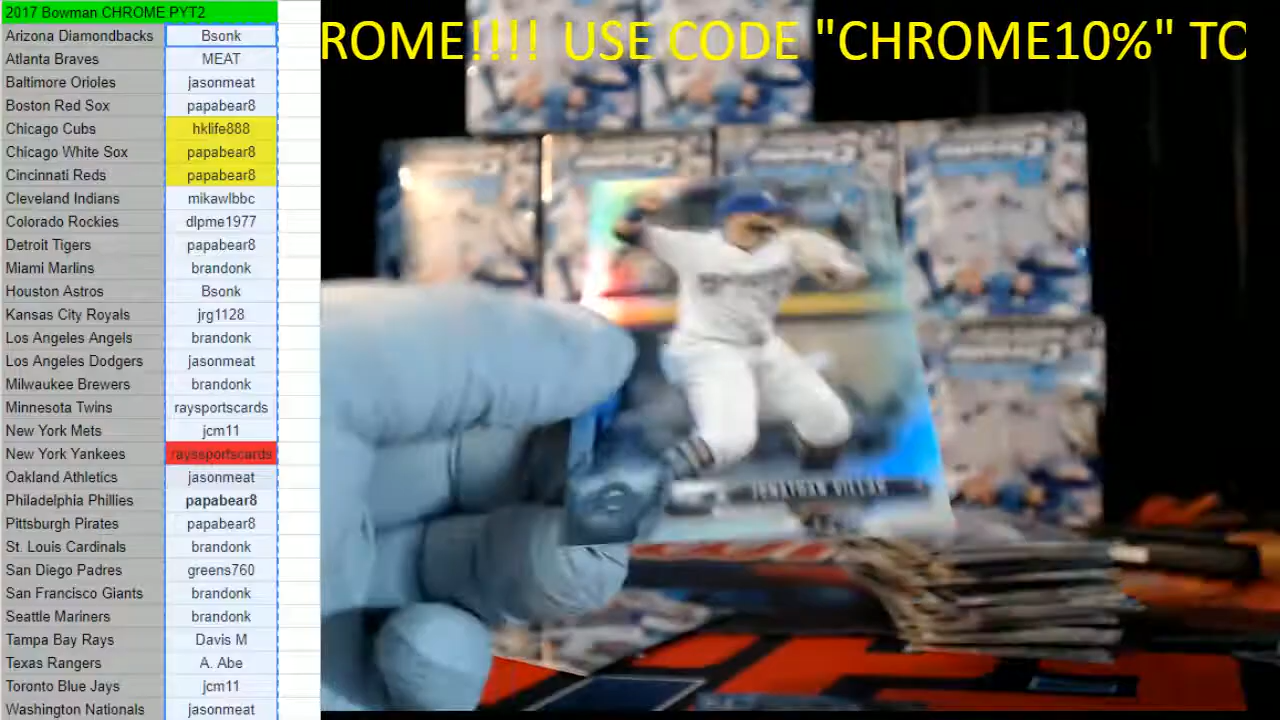 2017 Bowman CHROME PYT2
Arizona Diamondbacks Bsonk
Atlanta Braves MEAT
Baltimore Orioles jasonmeat
Boston Red Sox papabear8
Chicago Cubs hklife888
Chicago White Sox papabear8
Cincinnati Reds papabear8
Cleveland Indians mikawlbbc
Colorado Rockies dlpme1977
Detroit Tigers papabear8
Miami Marlins brandonk
Houston Astros Bsonk
Kansas City Royals jrg1128
Los Angeles Angels brandonk
Los Angeles Dodgers jasonmeat
Milwaukee Brewers brandonk
Minnesota Twins raysportscards
New York Mets jcm11
New York Yankees rayssportscards
Oakland Athletics jasonmeat
Philadelphia Phillies papabear8
Pittsburgh Pirates papabear8
St. Louis Cardinals brandonk
San Diego Padres greens760
San Francisco Giants brandonk
Seattle Mariners brandonk
Tampa Bay Rays Davis M
Texas Rangers A. Abe
Toronto Blue Jays jcm11
Washington Nationals jasonmeat
ROME!!!! USE CODE "CHROME10%" TO
JONATHAN VILLAR